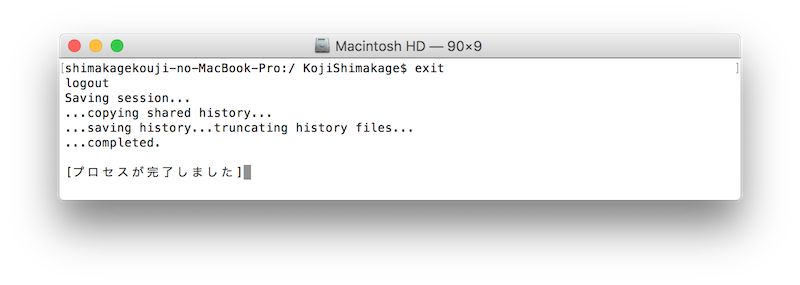 Macintosh HD — 90×9
[shimakagekouji-no-MacBook-Pro:/ KojiShimakage$ exit ]
logout
Saving session...
...copying shared history...
...saving history...truncating history files...
...completed.
[プロセスが完了しました]